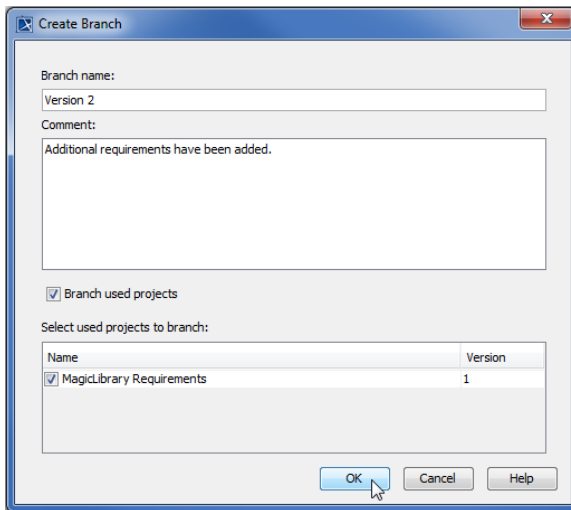 Create Branch
Branch name:
Version 2
Comment:
Additional requirements have been added.
Branch used projects
Select used projects to branch:
Name Version
MagicLibrary Requirements 1
OK Cancel Help